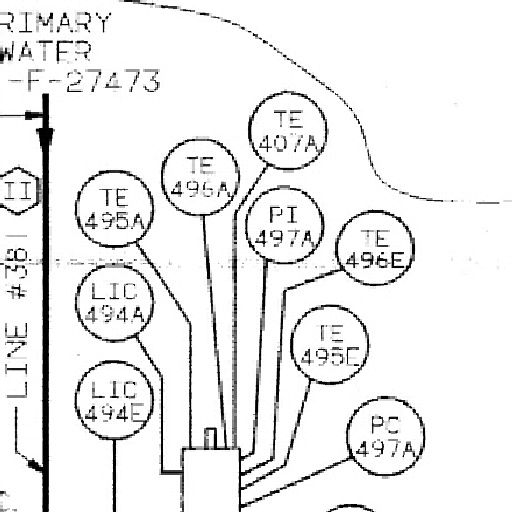 RIMARY
WATER
-F-27473
TE
407A
TE
496A
II
TE
495A
PI
497A
TE
496E
LIC
494A
LINE #381
TE
495E
LIC
494E
PC
497A